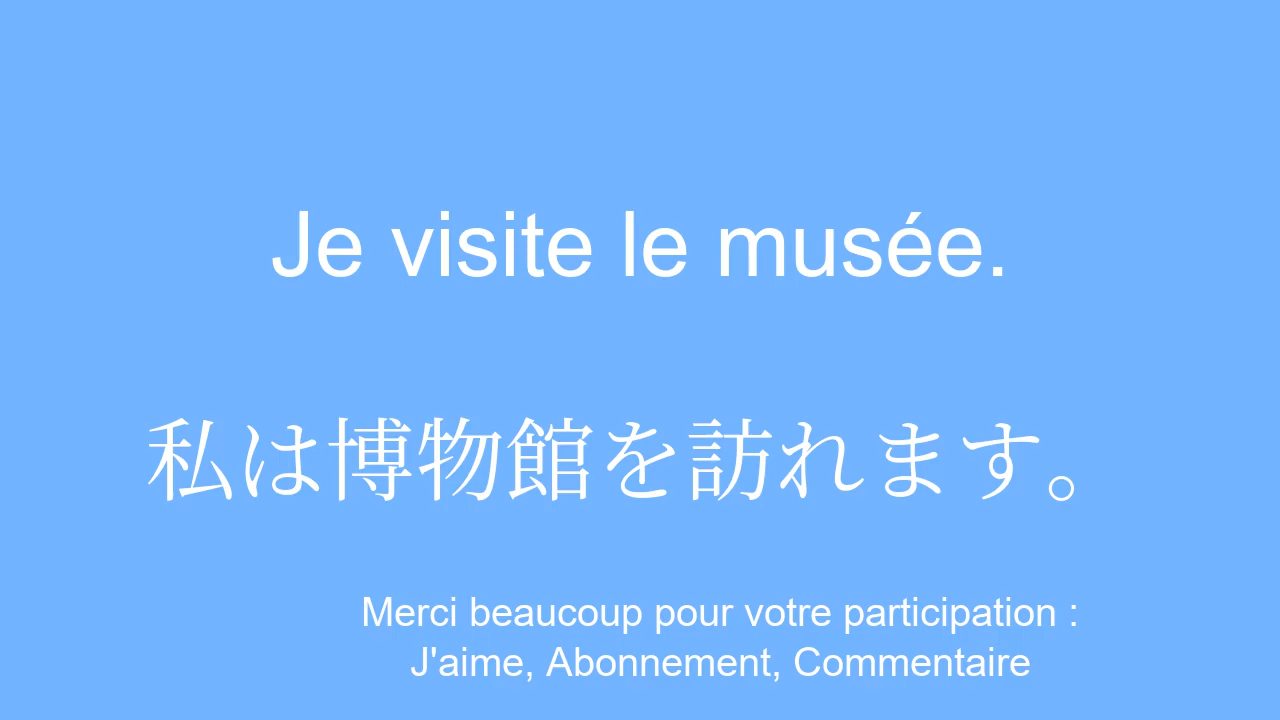 Je visite le musée.
私は博物館を訪れます。
Merci beaucoup pour votre participation :
J'aime, Abonnement, Commentaire